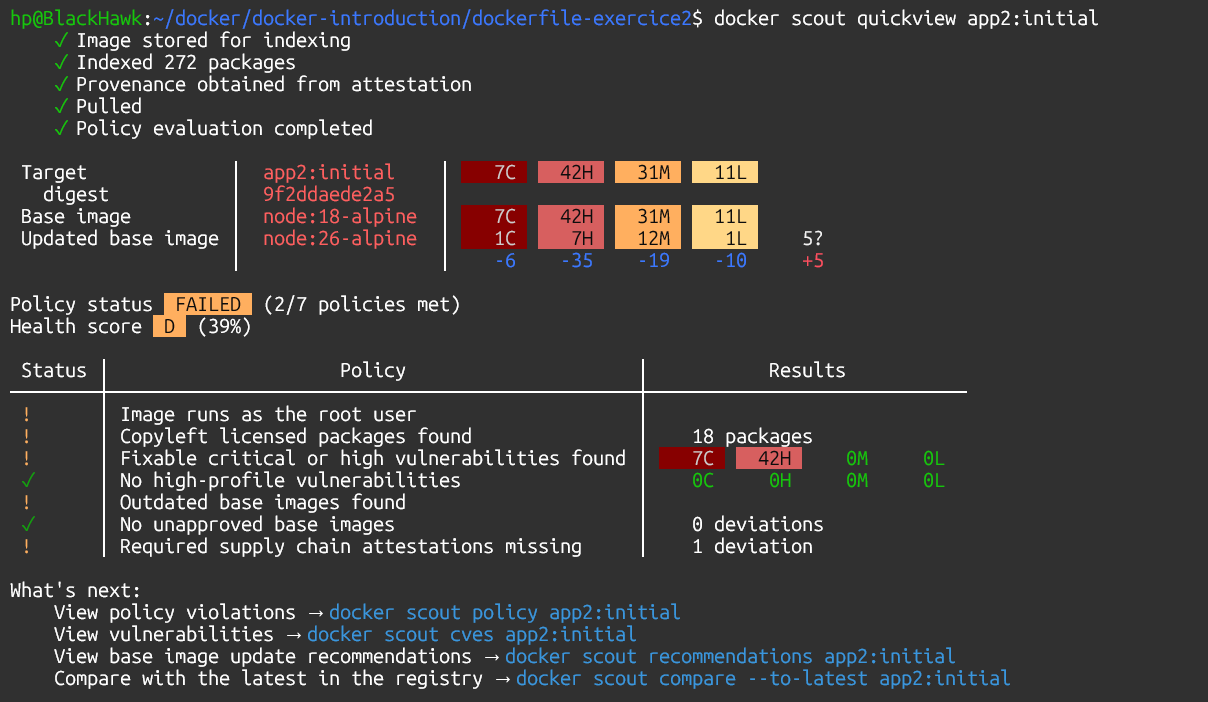 hp@BlackHawk:~/docker/docker-introduction/dockerfile-exercice2$ docker scout quickview app2:initial
✓ Image stored for indexing
✓ Indexed 272 packages
✓ Provenance obtained from attestation
✓ Pulled
✓ Policy evaluation completed
Target │ app2:initial │ 7C 42H 31M 11L
digest │ 9f2ddaede2a5 │
Base image │ node:18-alpine │ 7C 42H 31M 11L
Updated base image │ node:26-alpine │ 1C 7H 12M 1L 5?
│ │ -6 -35 -19 -10 +5
Policy status FAILED (2/7 policies met)
Health score D (39%)
Status │ Policy │ Results
! │ Image runs as the root user │
! │ Copyleft licensed packages found │ 18 packages
! │ Fixable critical or high vulnerabilities found │ 7C 42H 0M 0L
✓ │ No high-profile vulnerabilities │ 0C 0H 0M 0L
! │ Outdated base images found │
✓ │ No unapproved base images │ 0 deviations
! │ Required supply chain attestations missing │ 1 deviation
What's next:
View policy violations → docker scout policy app2:initial
View vulnerabilities → docker scout cves app2:initial
View base image update recommendations → docker scout recommendations app2:initial
Compare with the latest in the registry → docker scout compare --to-latest app2:initial